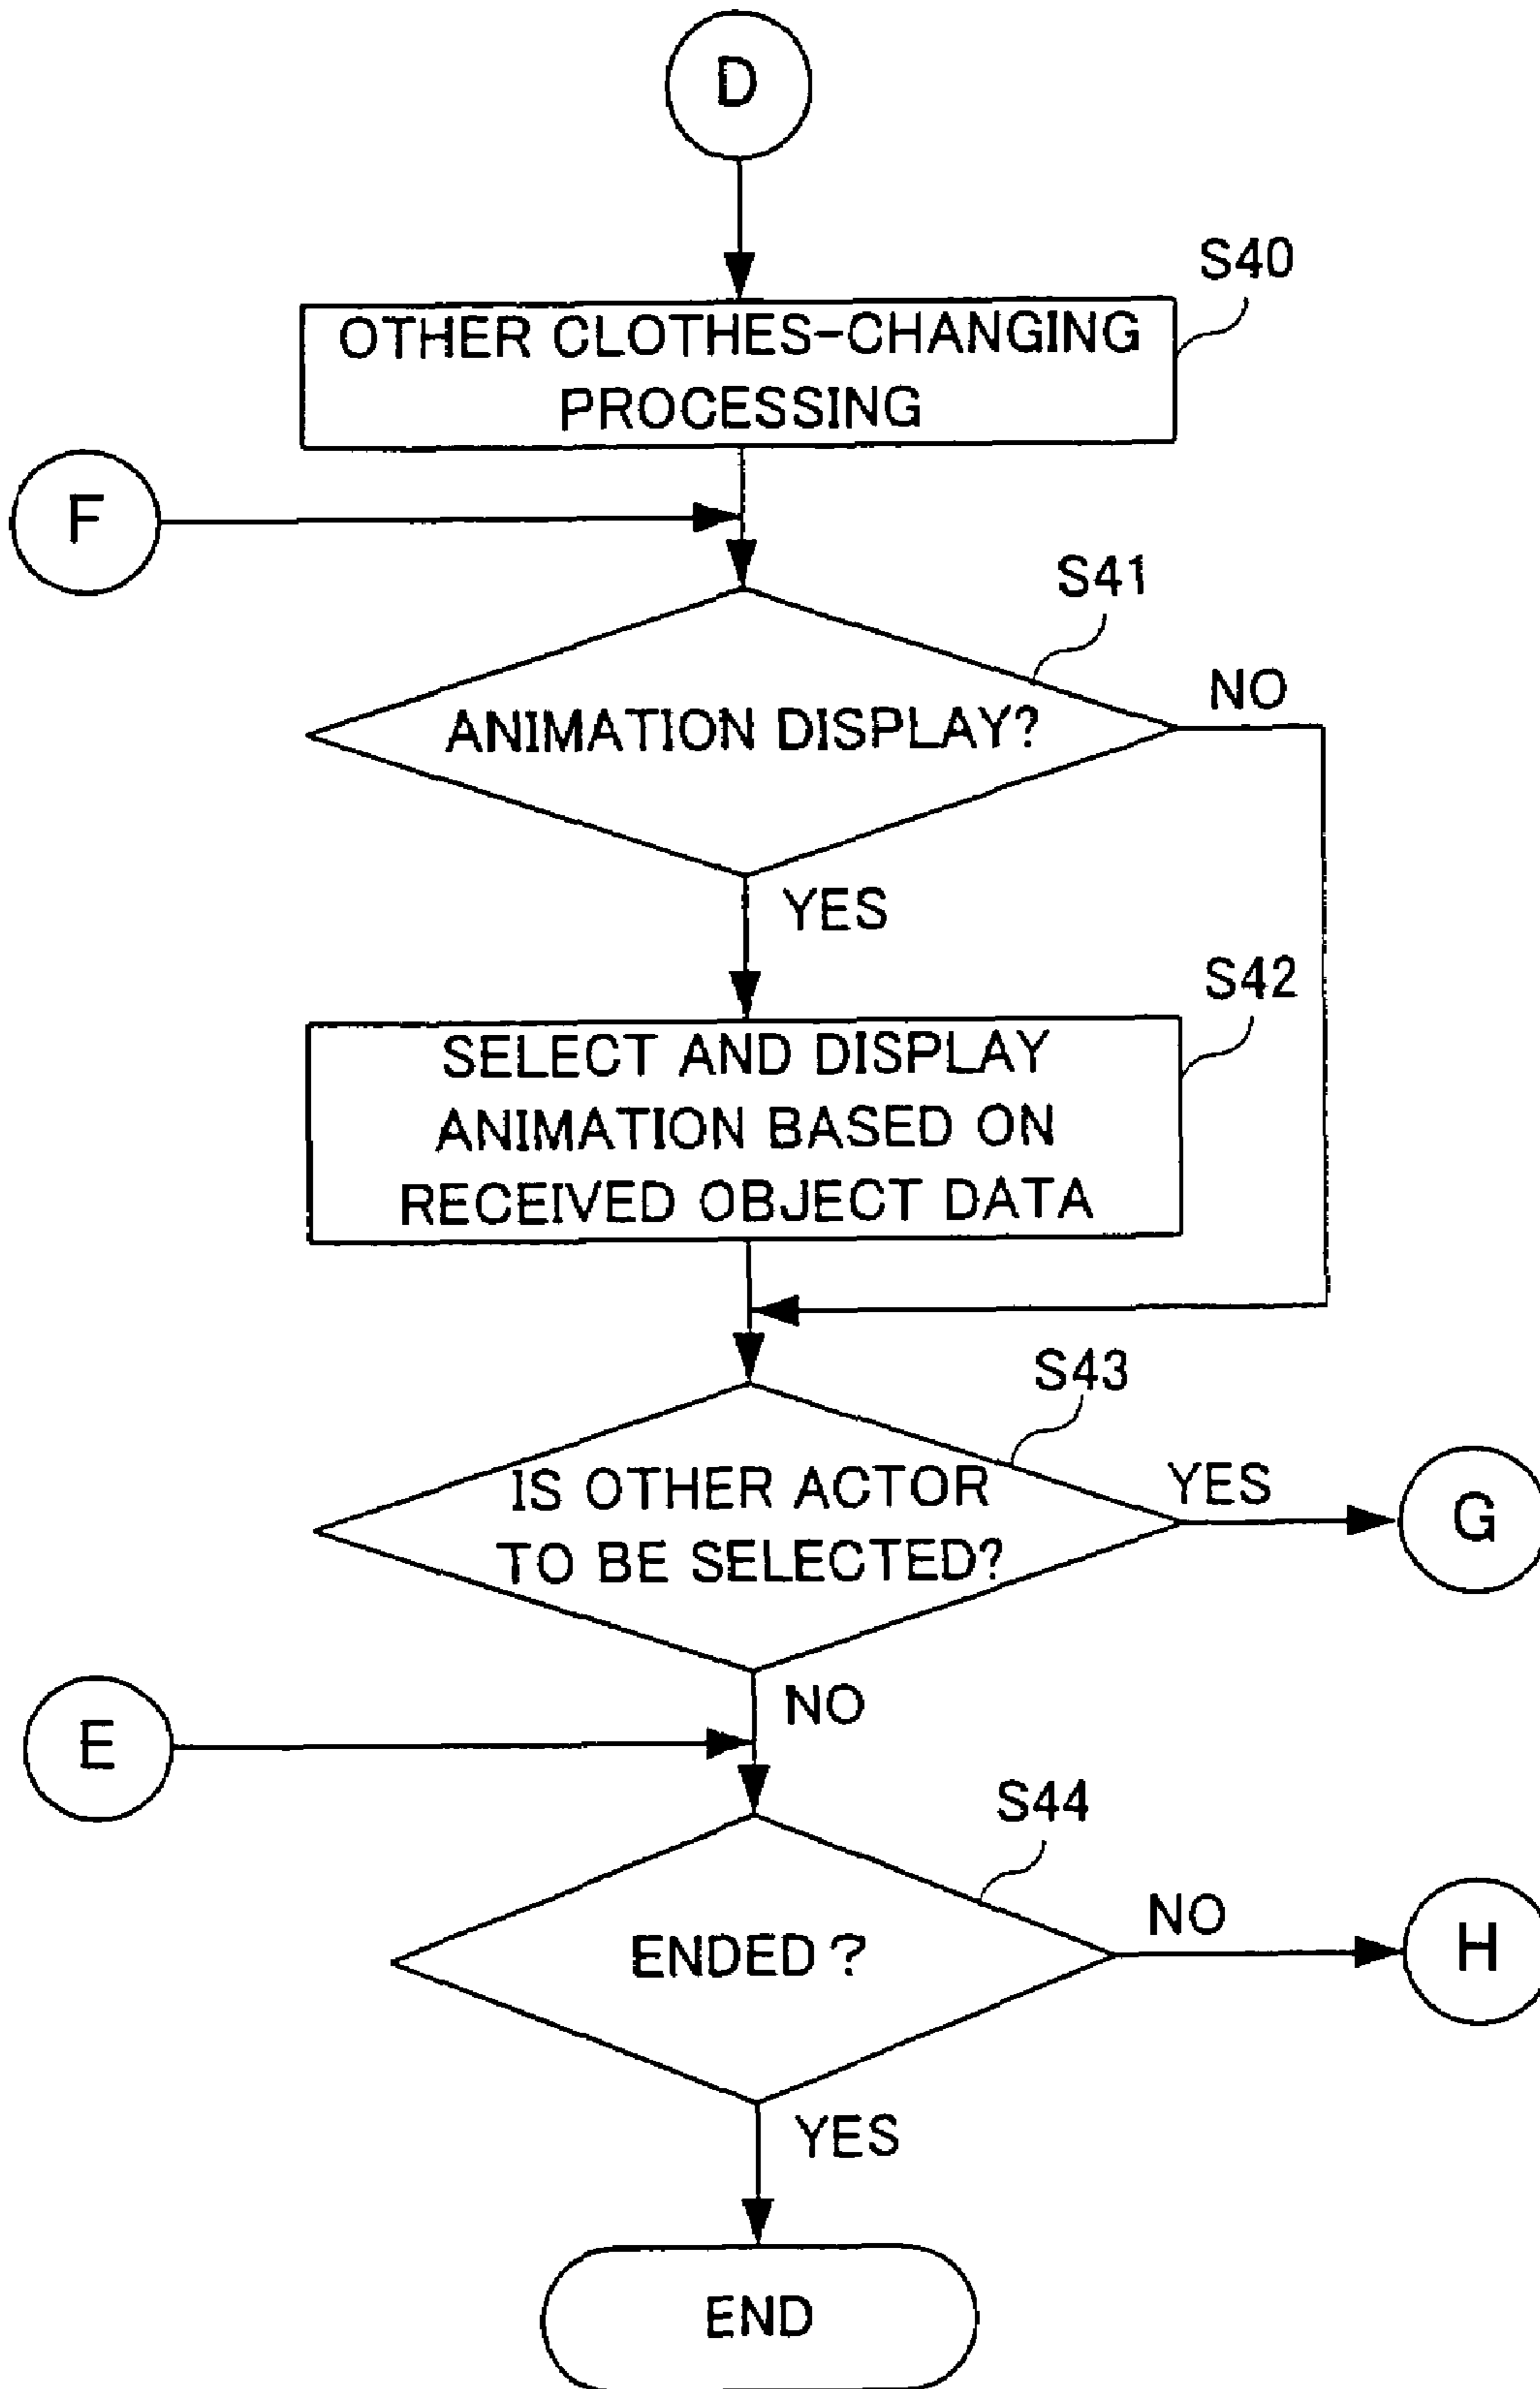 D
S40
OTHER CLOTHES-CHANGING
PROCESSING
F
S41
ANIMATION DISPLAY?
NO
YES
S42
SELECT AND DISPLAY
ANIMATION BASED ON
RECEIVED OBJECT DATA
S43
IS OTHER ACTOR
TO BE SELECTED?
YES
G
NO
E
S44
ENDED ?
NO
H
YES
END